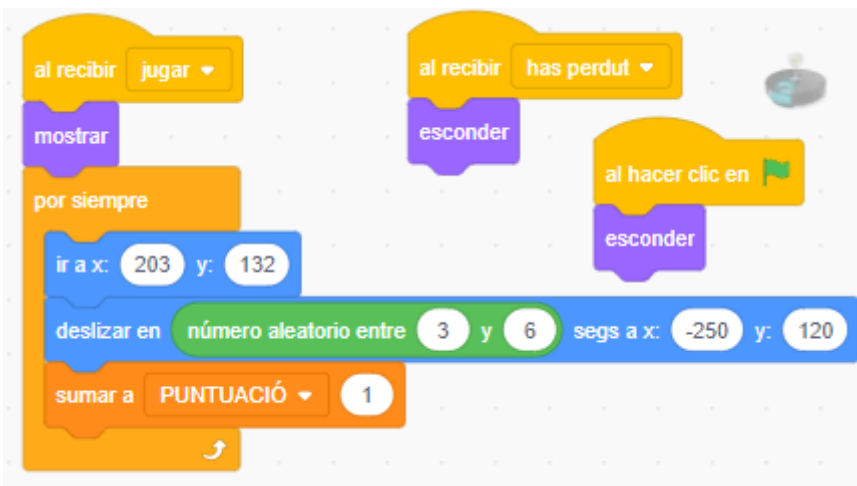 al recibir jugar
mostrar
por siempre
ir a x: 203 y: 132
deslizar en número aleatorio entre 3 y 6 segs a x: -250 y: 120
sumar a PUNTUACIÓ 1
al recibir has perdut
esconder
al hacer clic en
esconder